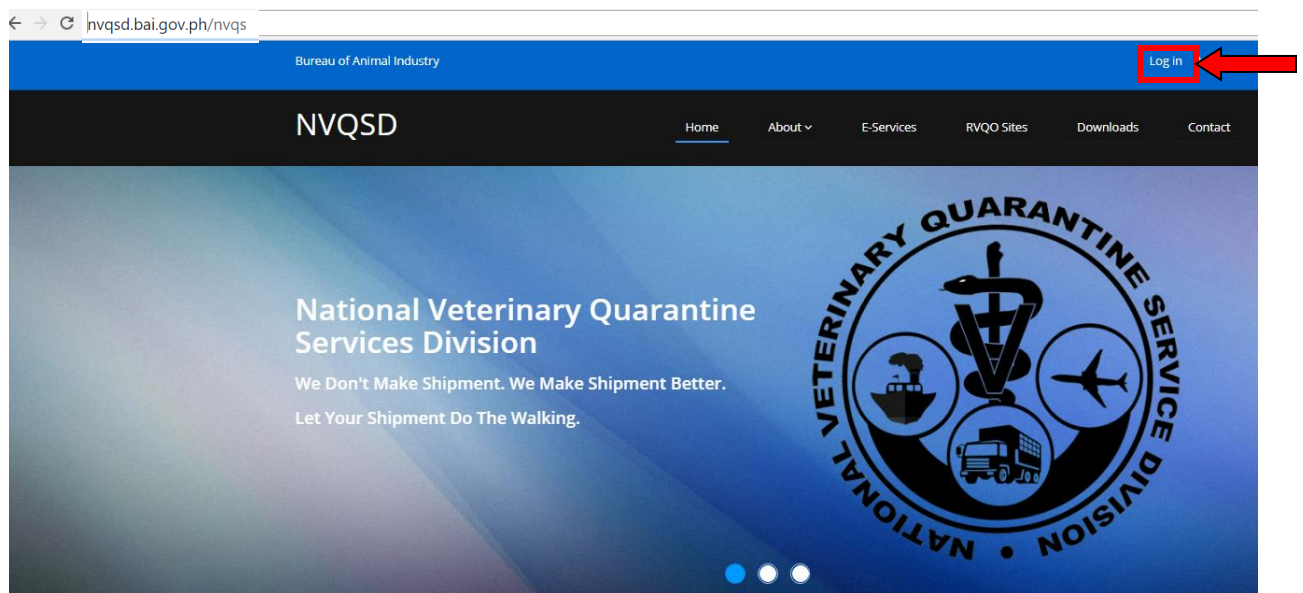 nvqsd.bai.gov.ph/nvqs
Bureau of Animal Industry
Log in
NVQSD
Home About E-Services RVQO Sites Downloads Contact
National Veterinary Quarantine
Services Division
We Don't Make Shipment. We Make Shipment Better.
Let Your Shipment Do The Walking.
NATIONAL VETERINARY QUARANTINE SERVICE DIVISION •
V